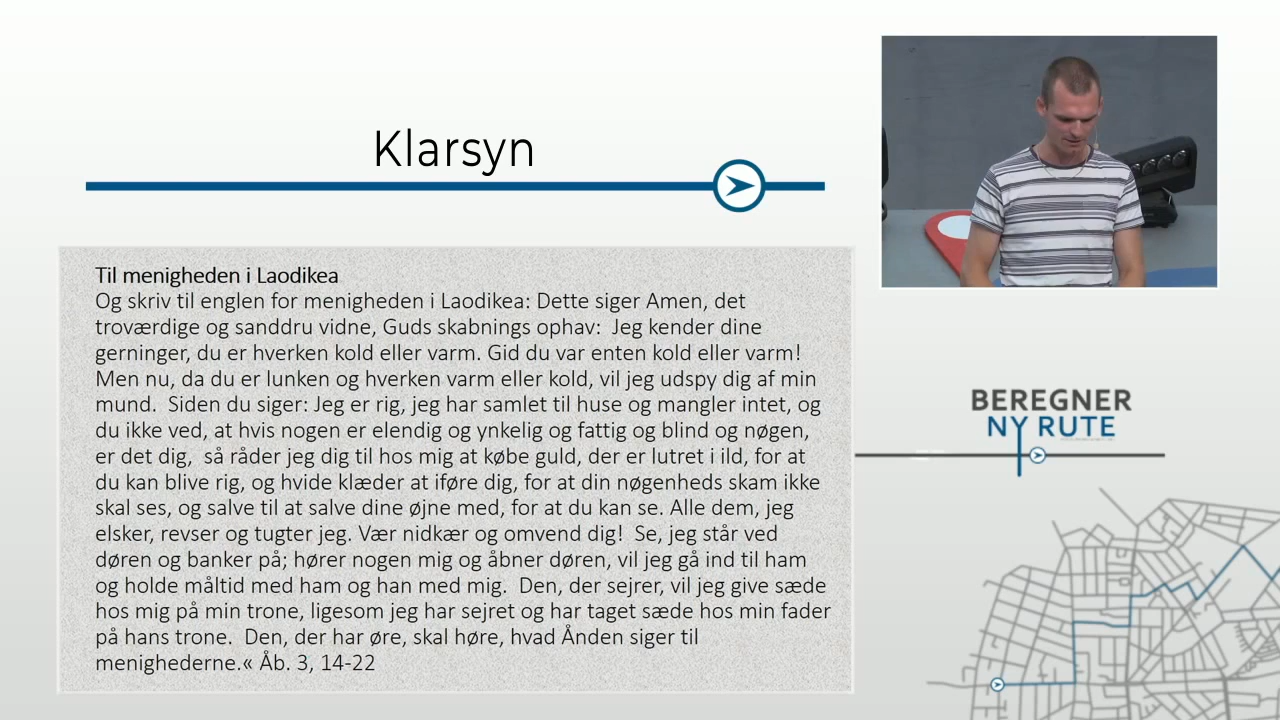 Klarsyn
Til menigheden i Laodikea
Og skriv til englen for menigheden i Laodikea: Dette siger Amen, det
troværdige og sanddru vidne, Guds skabnings ophav:  Jeg kender dine
gerninger, du er hverken kold eller varm. Gid du var enten kold eller varm!
Men nu, da du er lunken og hverken varm eller kold, vil jeg udspy dig af min
mund.  Siden du siger: Jeg er rig, jeg har samlet til huse og mangler intet, og
du ikke ved, at hvis nogen er elendig og ynkelig og fattig og blind og nøgen,
er det dig,  så råder jeg dig til hos mig at købe guld, der er lutret i ild, for at
du kan blive rig, og hvide klæder at iføre dig, for at din nøgenheds skam ikke
skal ses, og salve til at salve dine øjne med, for at du kan se. Alle dem, jeg
elsker, revser og tugter jeg. Vær nidkær og omvend dig!  Se, jeg står ved
døren og banker på; hører nogen mig og åbner døren, vil jeg gå ind til ham
og holde måltid med ham og han med mig.  Den, der sejrer, vil jeg give sæde
hos mig på min trone, ligesom jeg har sejret og har taget sæde hos min fader
på hans trone.  Den, der har øre, skal høre, hvad Ånden siger til
menighederne.« Åb. 3, 14-22
BEREGNER
NY RUTE